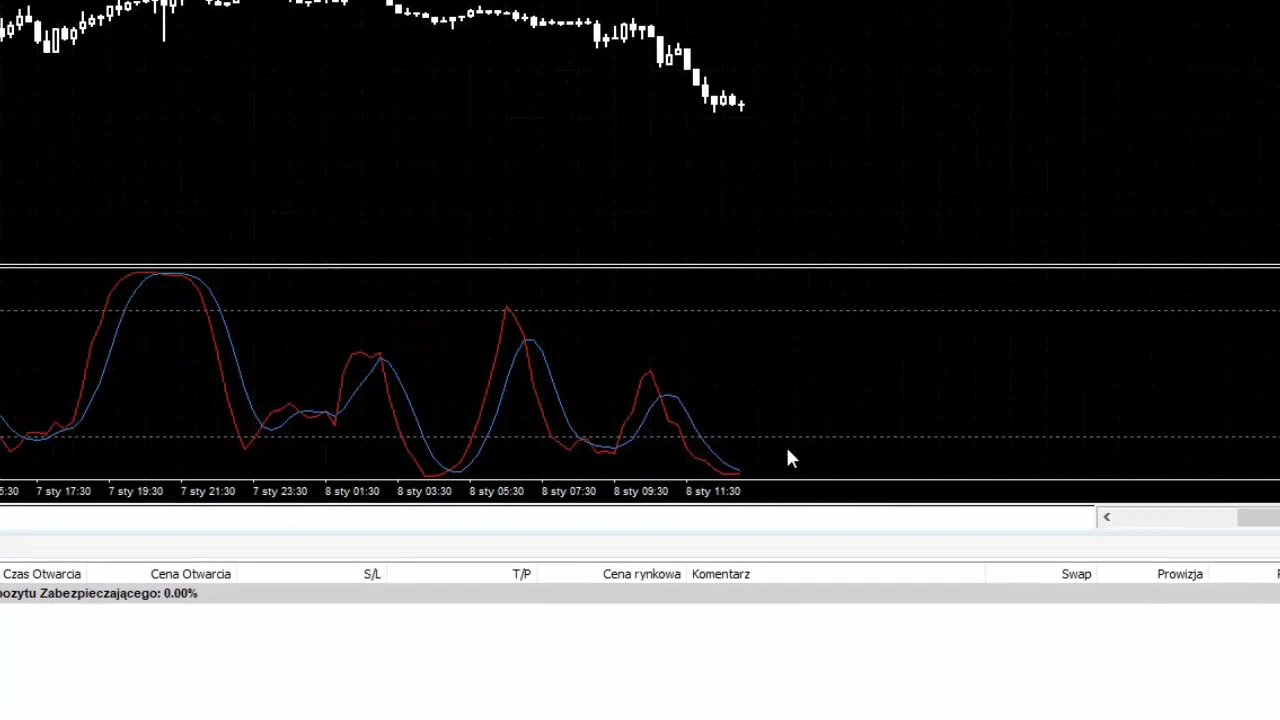 5:30 7 sty 17:30 7 sty 19:30 7 sty 21:30 7 sty 23:30 8 sty 01:30 8 sty 03:30 8 sty 05:30 8 sty 07:30 8 sty 09:30 8 sty 11:30
Czas Otwarcia Cena Otwarcia S/L T/P Cena rynkowa Komentarz Swap Prowizja
pozytu Zabezpieczającego: 0.00%